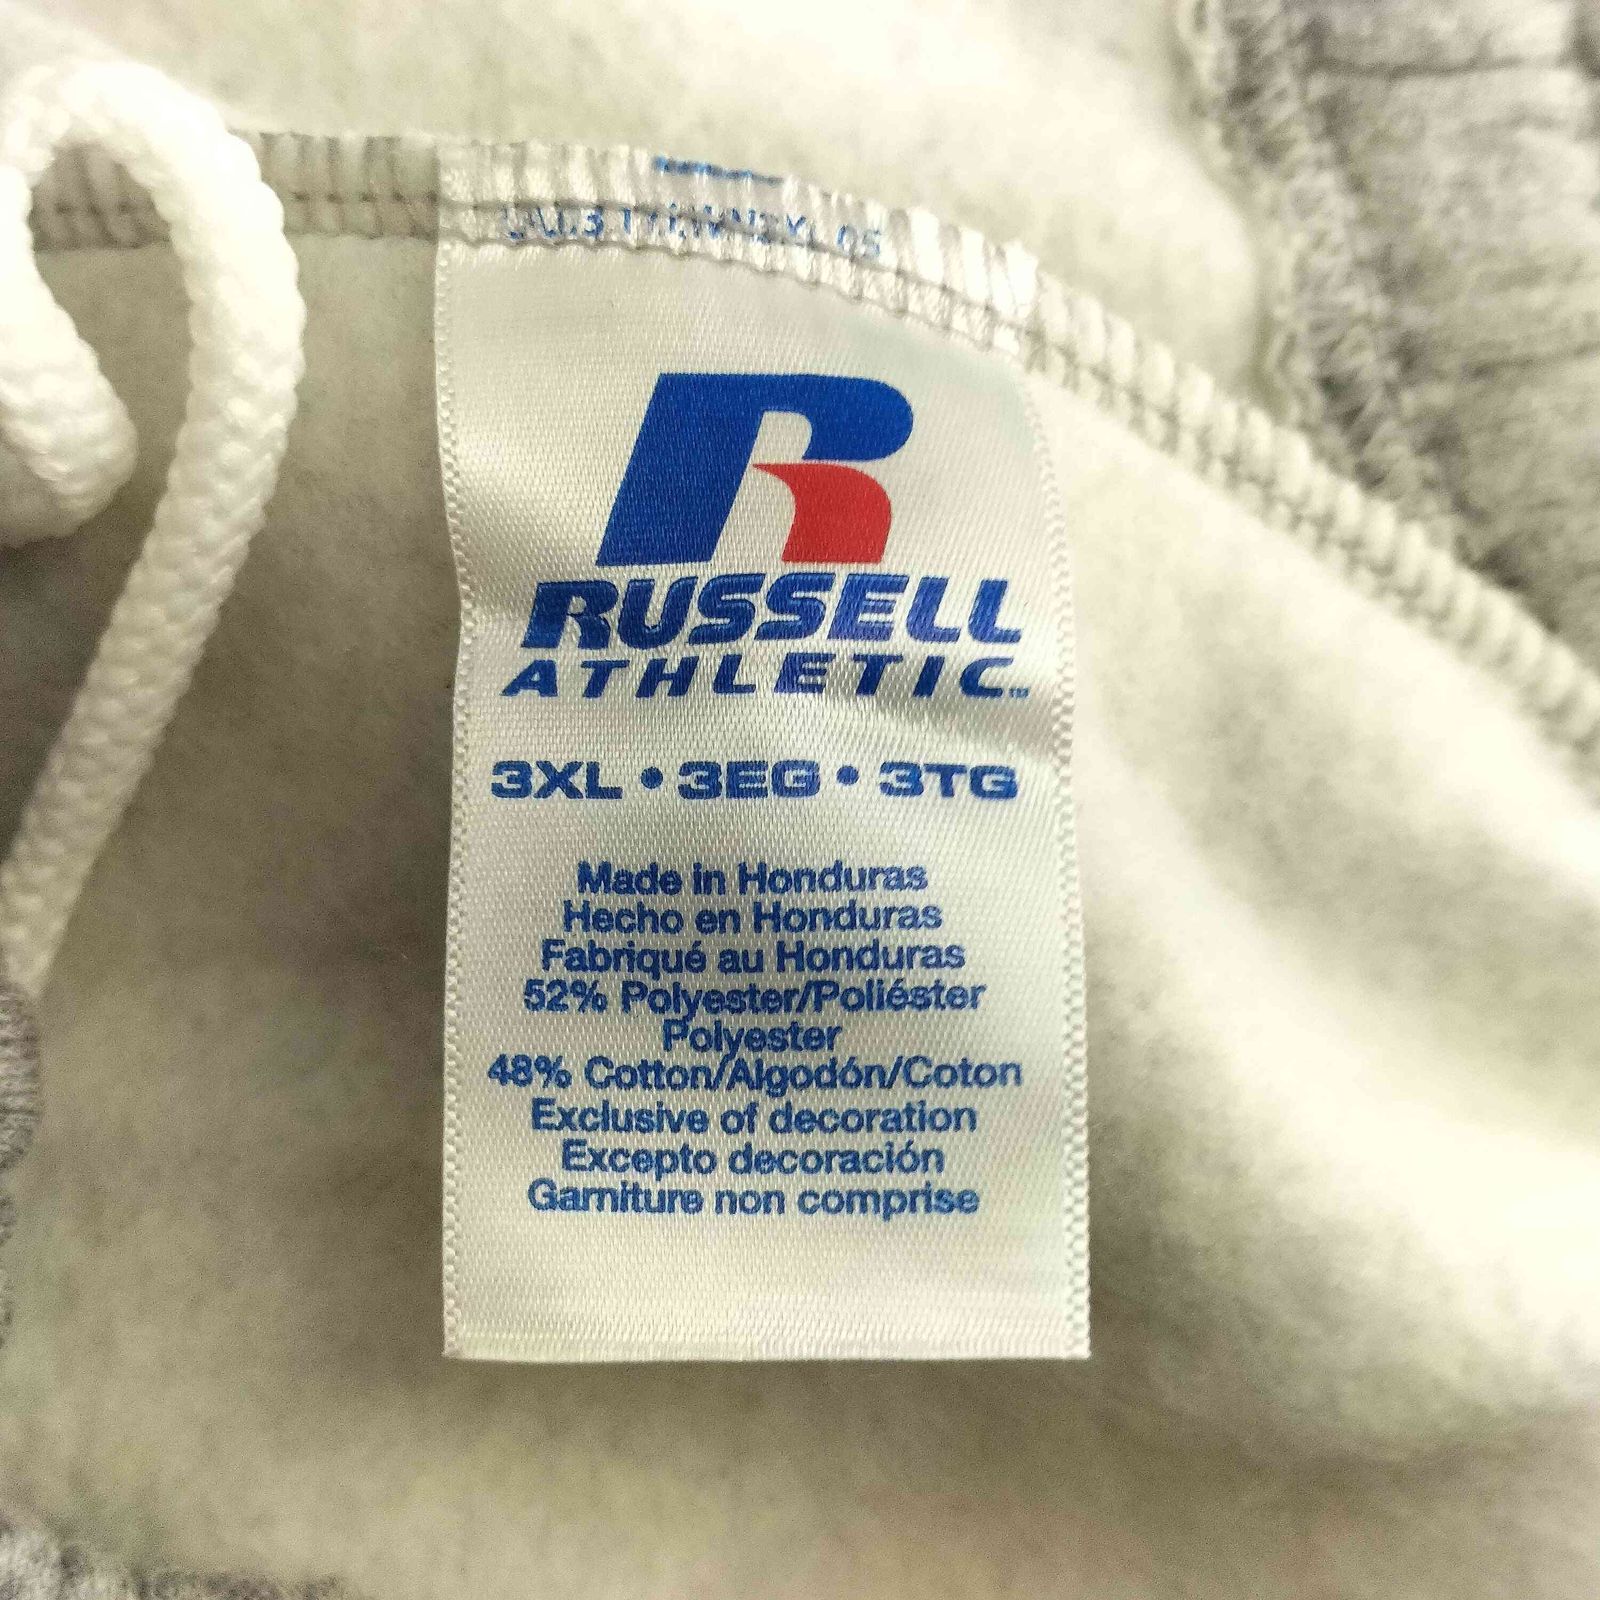 RUSSELL
ATHLETIC™
3XL • 3EG • 3TG
Made in Honduras
Hecho en Honduras
Fabriqué au Honduras
52% Polyester/Poliéster
Polyester
48% Cotton/Algodón/Coton
Exclusive of decoration
Excepto decoración
Garniture non comprise